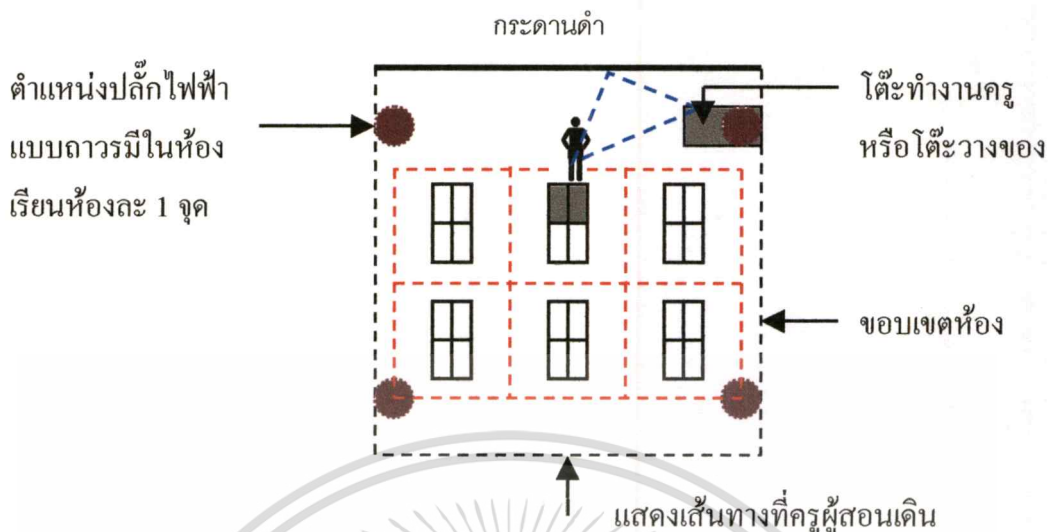 กระดานดำ
ตำแหน่งปลั๊กไฟฟ้า
แบบถาวรมีในห้อง
เรียนห้องละ 1 จุด
โต๊ะทำงานครู
หรือโต๊ะวางของ
ขอบเขตห้อง
แสดงเส้นทางที่ครูผู้สอนเดิน